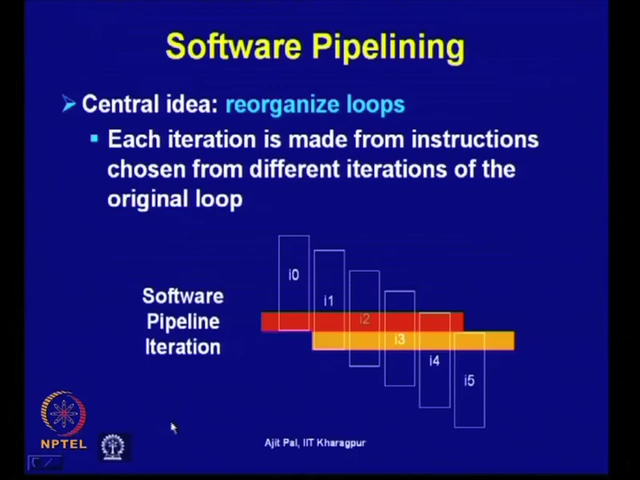 Software Pipelining
Central idea: reorganize loops
Each iteration is made from instructions
chosen from different iterations of the
original loop
i0
i1
i2
i3
i4
i5
Software
Pipeline
Iteration
NPTEL
Ajit Pal, IIT Kharagpur